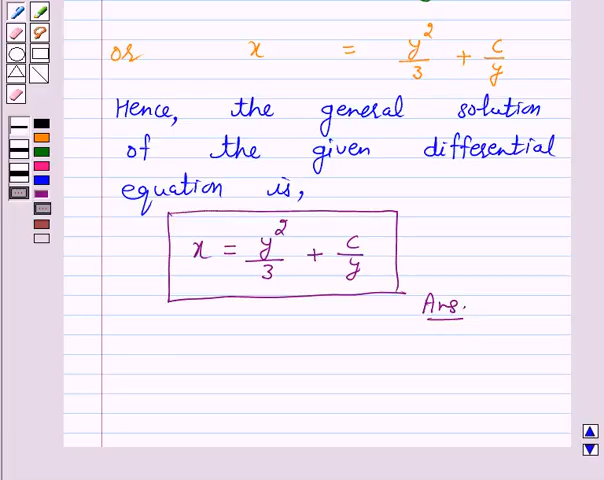 or x = y²/3 + c/y
Hence, the general solution
of the given differential
equation is,
x = y²/3 + c/y
Ans.